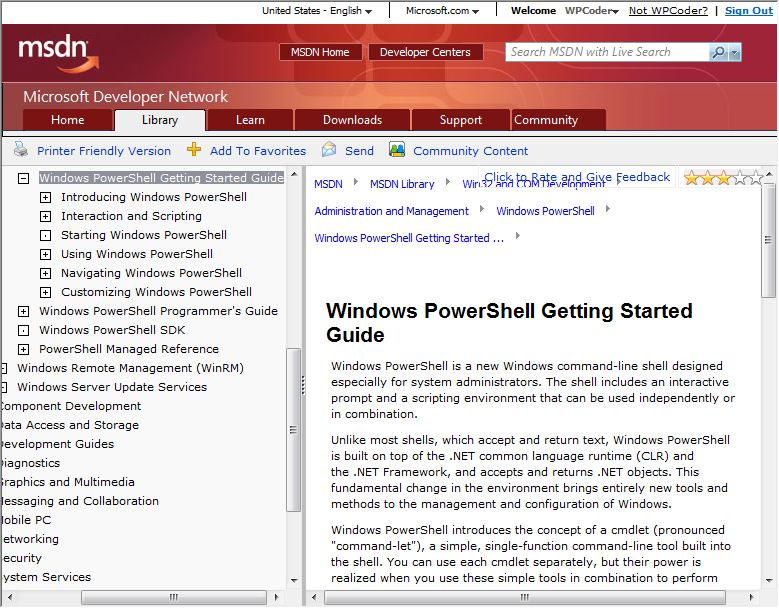 United States - English Microsoft.com Welcome WPCoder Not WPCoder? | Sign Out
msdn
MSDN Home Developer Centers Search MSDN with Live Search
Microsoft Developer Network
Home Library Learn Downloads Support Community
Printer Friendly Version Add To Favorites Send Community Content
Windows PowerShell Getting Started Guide
Introducing Windows PowerShell
Interaction and Scripting
Starting Windows PowerShell
Using Windows PowerShell
Navigating Windows PowerShell
Customizing Windows PowerShell
Windows PowerShell Programmer's Guide
Windows PowerShell SDK
PowerShell Managed Reference
Windows Remote Management (WinRM)
Windows Server Update Services
omponent Development
ata Access and Storage
evelopment Guides
iagnostics
raphics and Multimedia
essaging and Collaboration
obile PC
etworking
ecurity
ystem Services
Click to Rate and Give Feedback
MSDN MSDN Library Win32 and COM Development
Administration and Management Windows PowerShell
Windows PowerShell Getting Started ...
Windows PowerShell Getting Started
Guide
Windows PowerShell is a new Windows command-line shell designed
especially for system administrators. The shell includes an interactive
prompt and a scripting environment that can be used independently or
in combination.
Unlike most shells, which accept and return text, Windows PowerShell
is built on top of the .NET common language runtime (CLR) and
the .NET Framework, and accepts and returns .NET objects. This
fundamental change in the environment brings entirely new tools and
methods to the management and configuration of Windows.
Windows PowerShell introduces the concept of a cmdlet (pronounced
"command-let"), a simple, single-function command-line tool built into
the shell. You can use each cmdlet separately, but their power is
realized when you use these simple tools in combination to perform